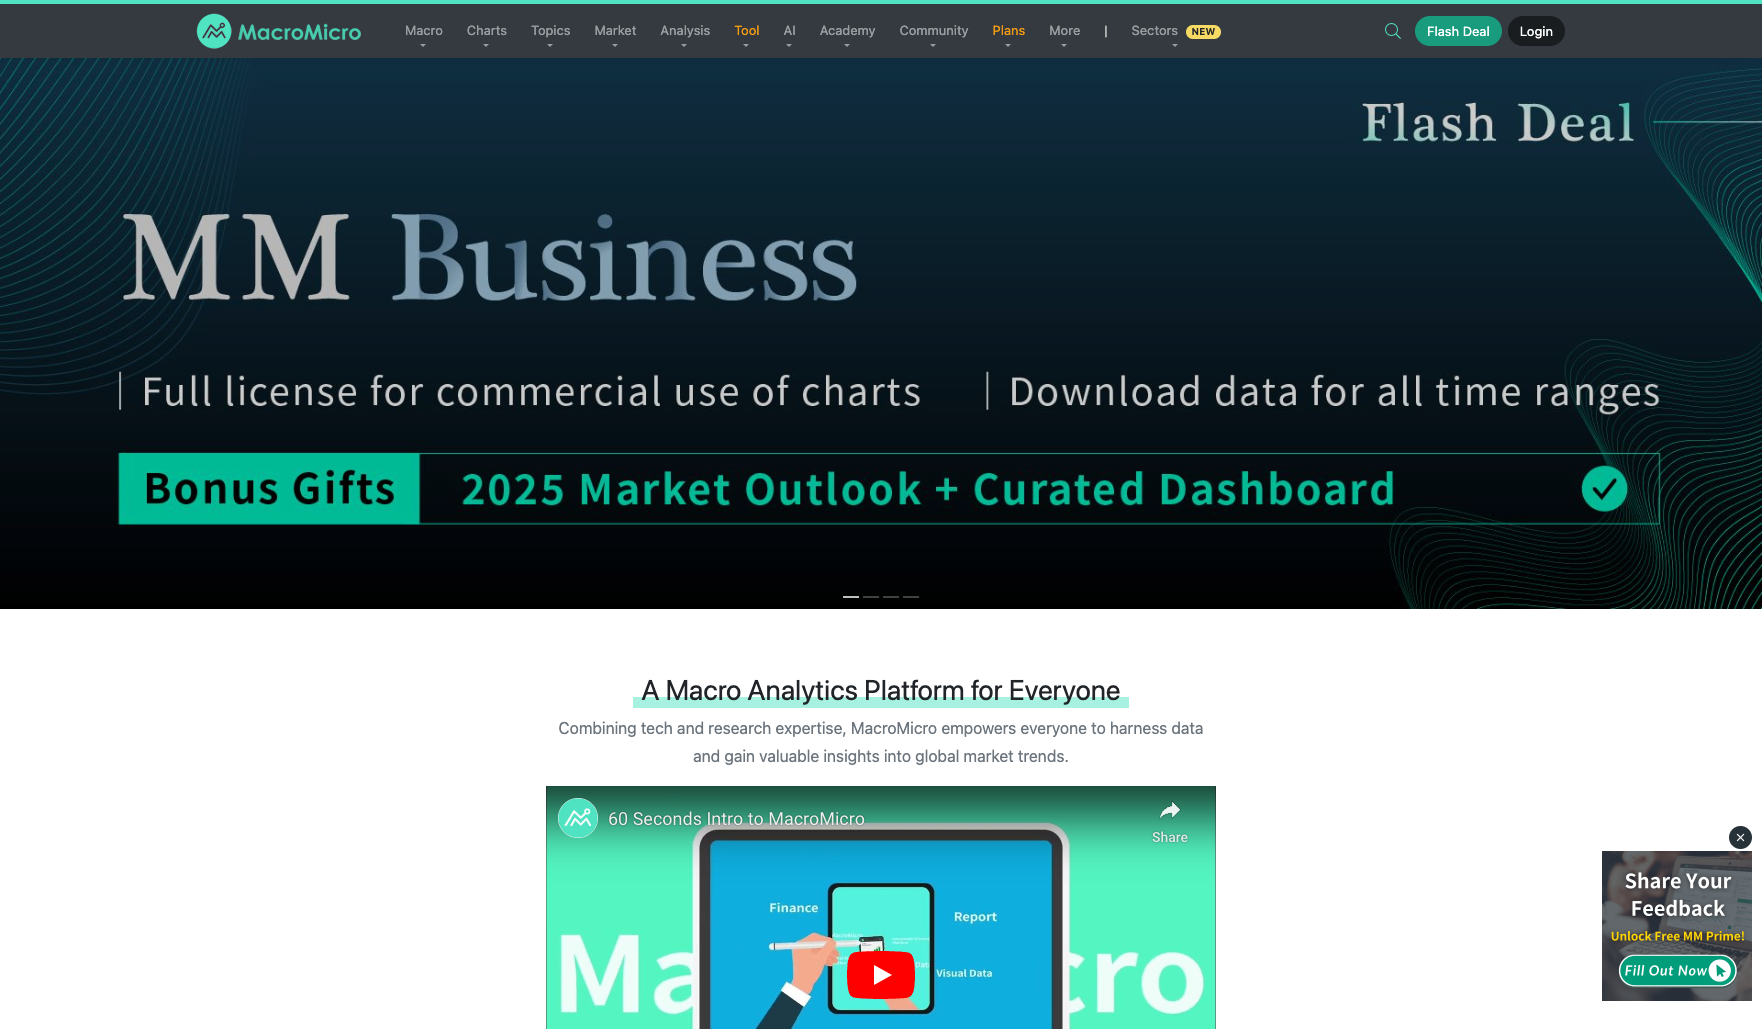 MacroMicro
Macro
Charts
Topics
Market
Analysis
Tool
AI
Academy
Community
Plans
More
|
Sectors NEW
Flash Deal
Login
Flash Deal
MM Business
Full license for commercial use of charts
Download data for all time ranges
Bonus Gifts
2025 Market Outlook + Curated Dashboard
A Macro Analytics Platform for Everyone
Combining tech and research expertise, MacroMicro empowers everyone to harness data
and gain valuable insights into global market trends.
60 Seconds Intro to MacroMicro
Share
Finance
Report
Visual Data
Ma
cro
Share Your
Feedback
Unlock Free MM Prime!
Fill Out Now